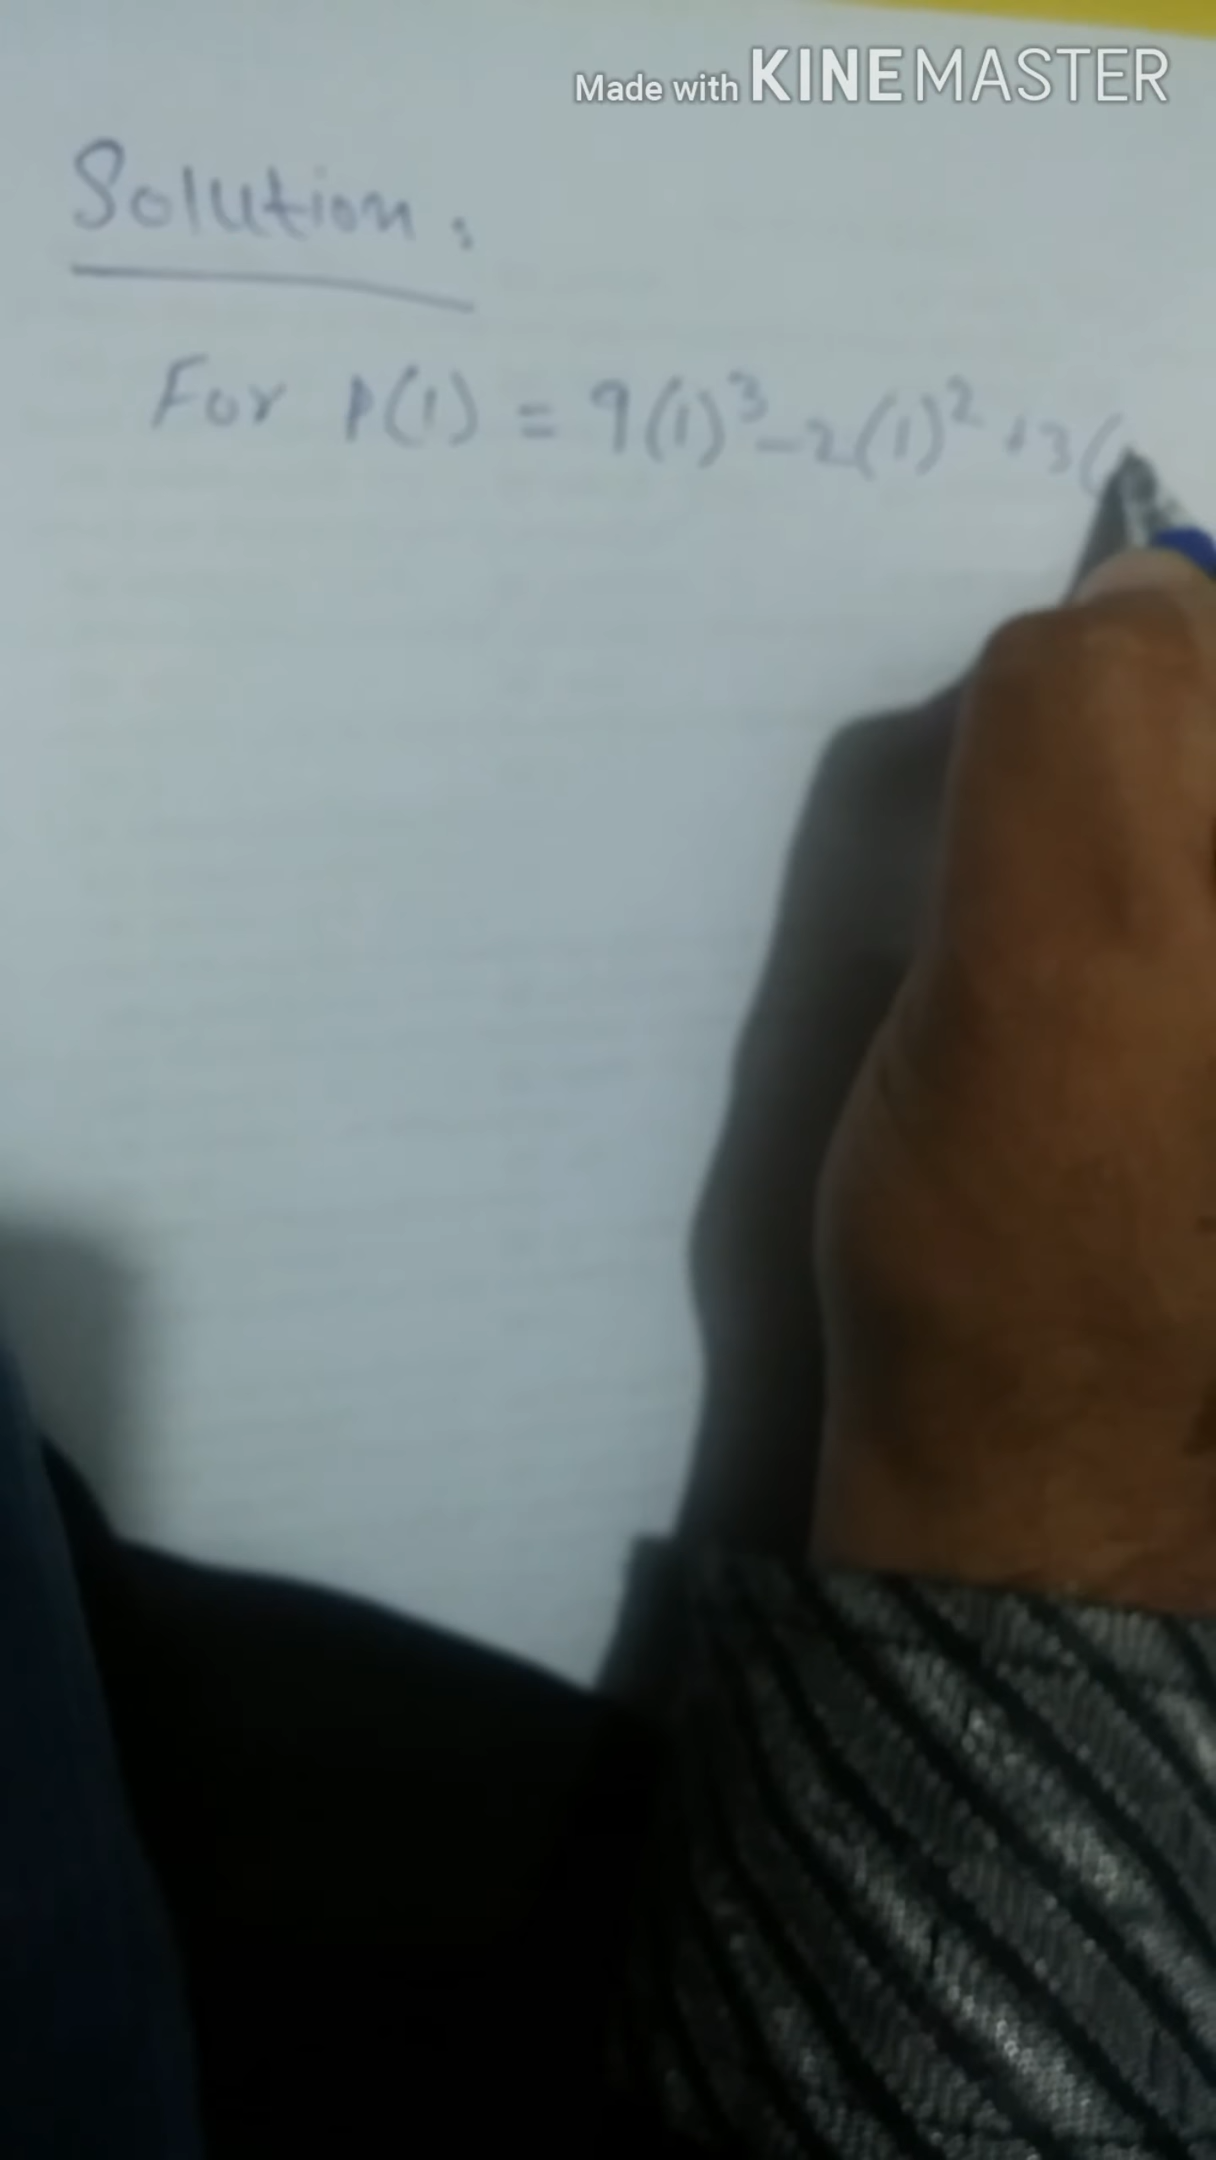 Made with KINEMASTER
Solution :
For P(1) = 9(1)³ - 2(1)² + 3(